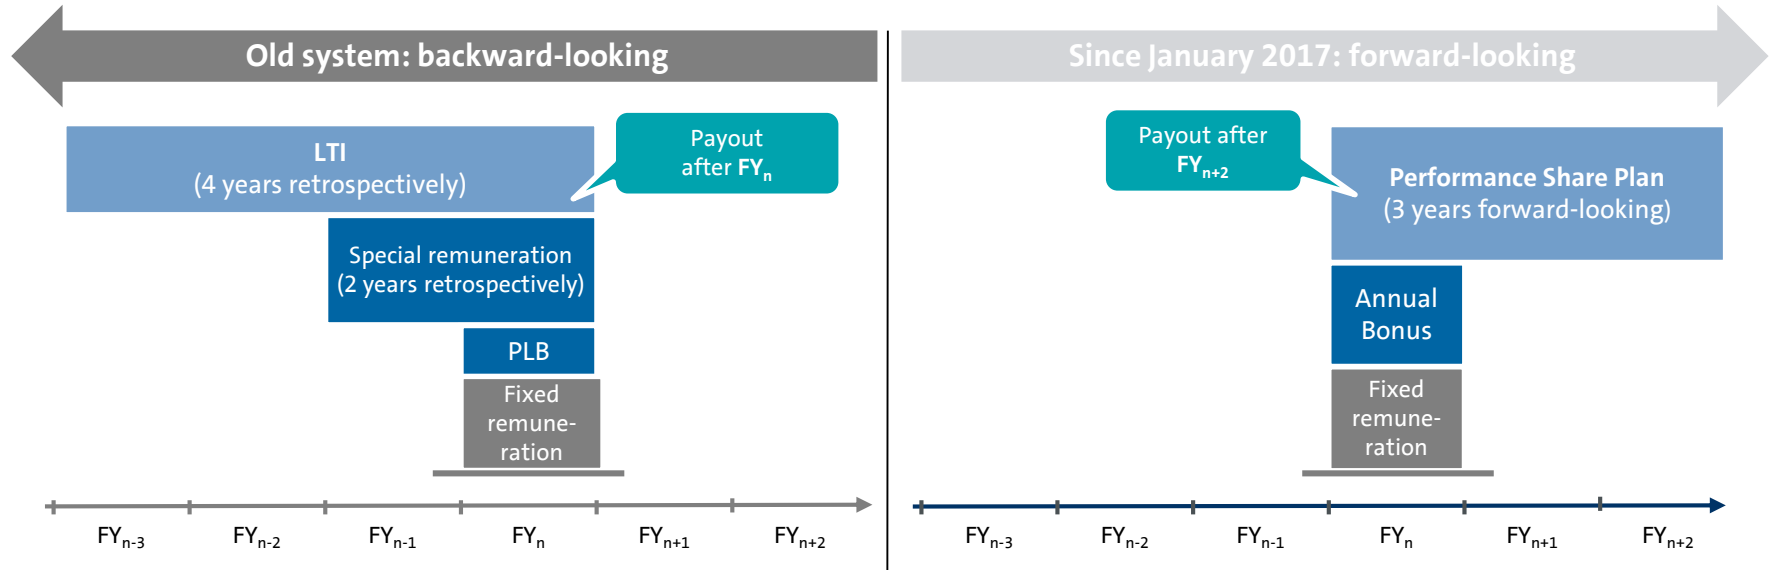 Old system: backward-looking
LTI
(4 years retrospectively)
Payout
after FYn
Special remuneration
(2 years retrospectively)
PLB
Fixed
remune-
ration
FYn-3 FYn-2 FYn-1 FYn FYn+1 FYn+2
Since January 2017: forward-looking
Payout after
FYn+2
Performance Share Plan
(3 years forward-looking)
Annual
Bonus
Fixed
remune-
ration
FYn-3 FYn-2 FYn-1 FYn FYn+1 FYn+2